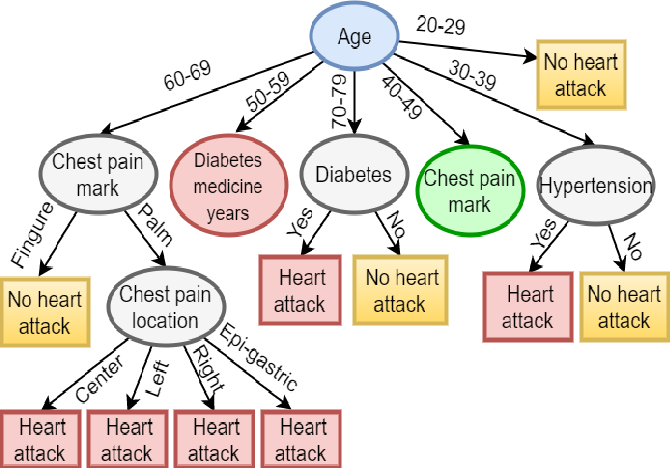 Age
20-29
No heart
attack
60-69
50-59
70-79
40-49
30-39
Chest pain
mark
Diabetes
medicine
years
Diabetes
Chest pain
mark
Hypertension
Fingure
Palm
Yes
No
Yes
No
No heart
attack
Chest pain
location
Heart
attack
No heart
attack
Heart
attack
No heart
attack
Center
Left
Right
Epi-gastric
Heart
attack
Heart
attack
Heart
attack
Heart
attack